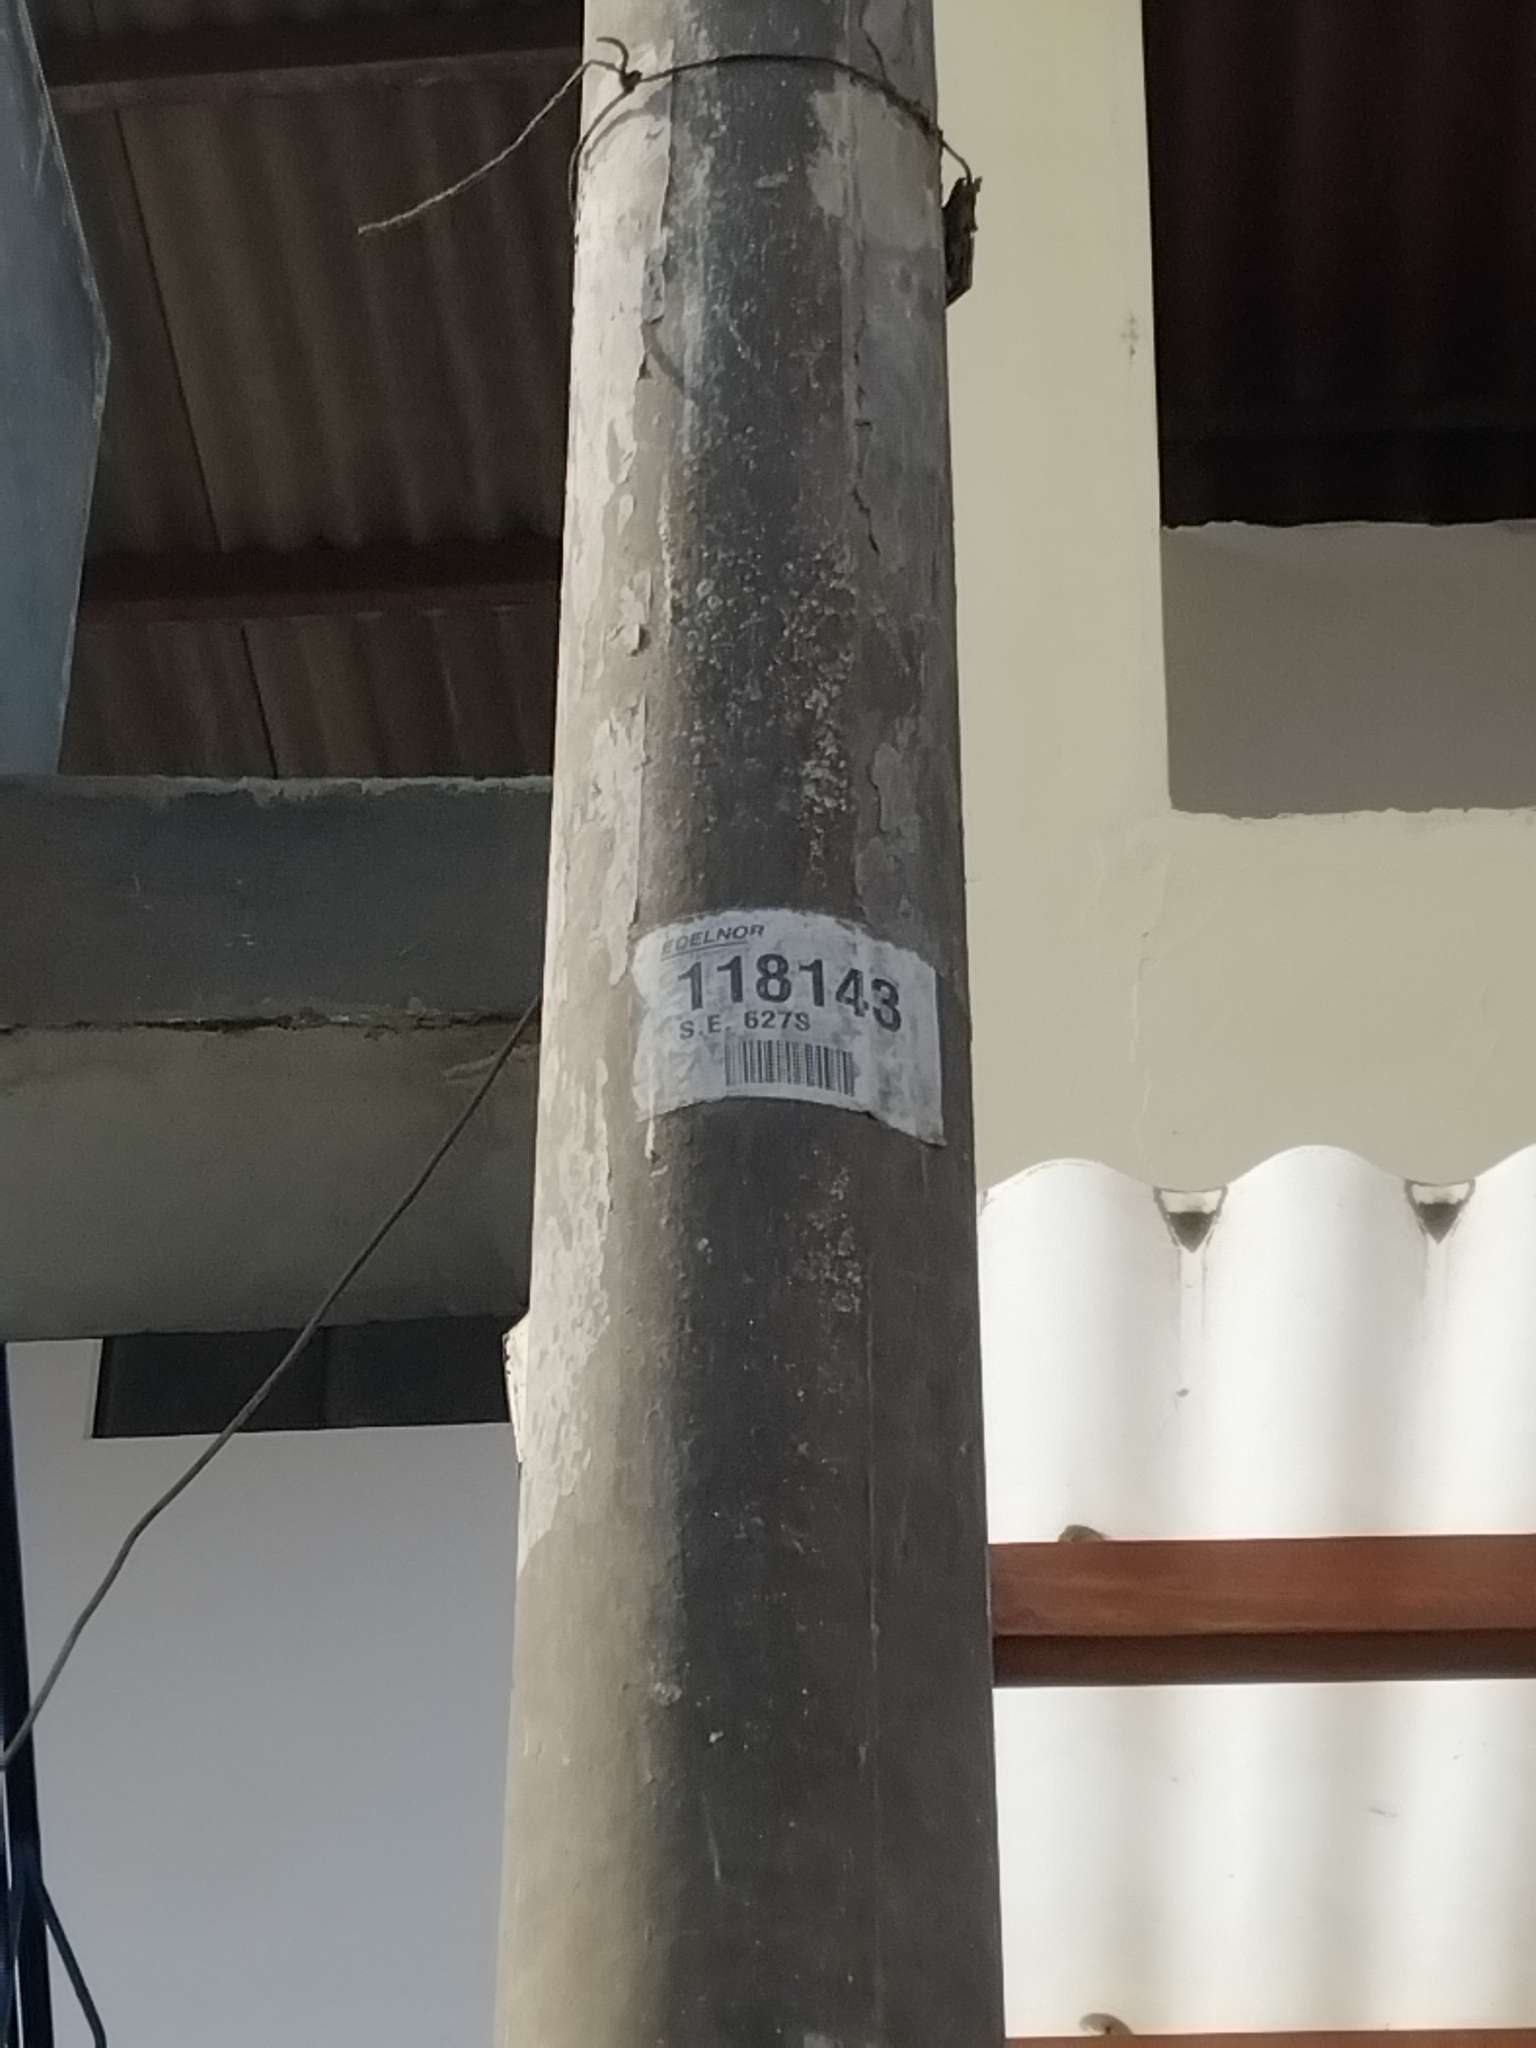 EDELNOR
118143
S.E. 627S